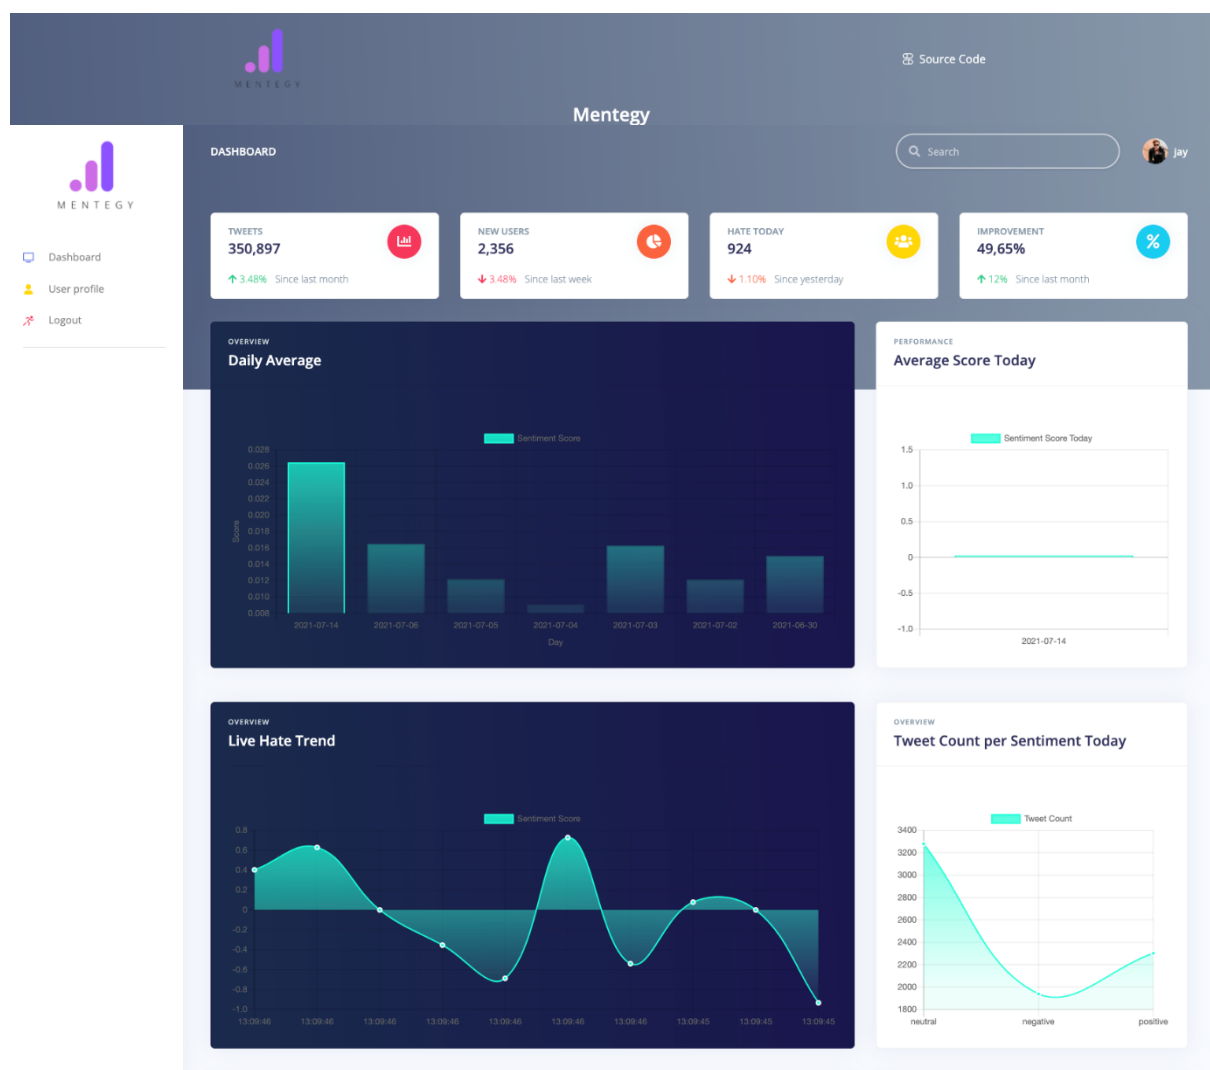 MENTEGY
Source Code
Mentegy
MENTEGY
DASHBOARD
Search
jay
Dashboard
User profile
Logout
TWEETS
350,897
3.48% Since last month
NEW USERS
2,356
3.48% Since last week
HATE TODAY
924
1.10% Since yesterday
IMPROVEMENT
49,65%
12% Since last month
OVERVIEW
Daily Average
Sentiment Score
0.028
0.026
0.024
0.022
0.020
0.018
0.016
0.014
0.012
0.010
0.008
Score
2021-07-14 2021-07-06 2021-07-05 2021-07-04 2021-07-03 2021-07-02 2021-06-30
Day
PERFORMANCE
Average Score Today
Sentiment Score Today
1.5
1.0
0.5
0
-0.5
-1.0
2021-07-14
OVERVIEW
Live Hate Trend
Sentiment Score
0.8
0.6
0.4
0.2
0
-0.2
-0.4
-0.6
-0.8
-1.0
13:09:46 13:09:46 13:09:46 13:09:46 13:09:46 13:09:46 13:09:46 13:09:45 13:09:45 13:09:45
OVERVIEW
Tweet Count per Sentiment Today
Tweet Count
3400
3200
3000
2800
2600
2400
2200
2000
1800
neutral negative positive